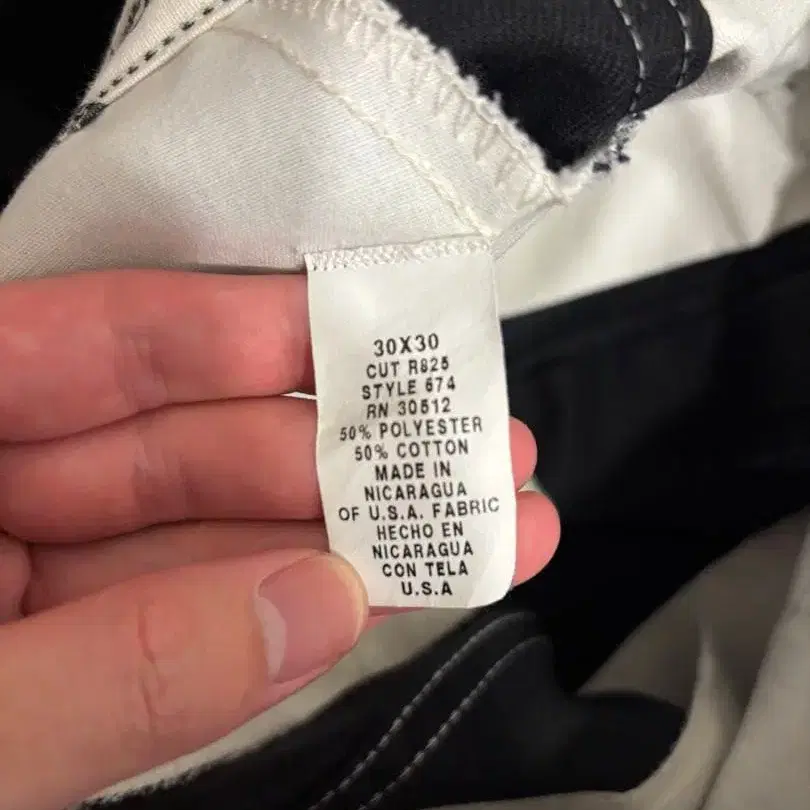 30X30
CUT R825
STYLE 674
RN 30512
50% POLYESTER
50% COTTON
MADE IN
NICARAGUA
OF U.S.A. FABRIC
HECHO EN
NICARAGUA
CON TELA
U.S.A